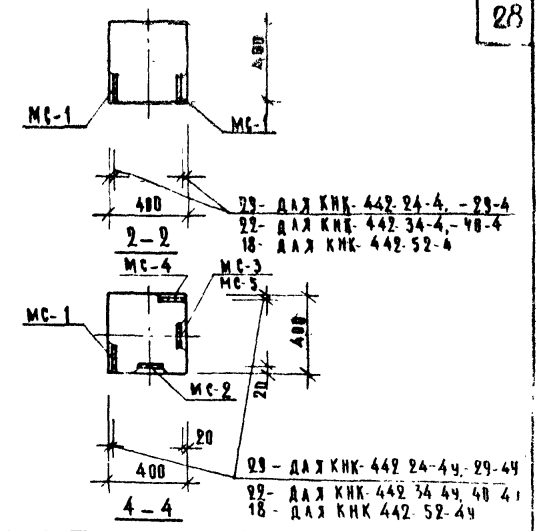 28
400
МС-1
МС-1
400
29- ДЛЯ КНК-442-24-4, -29-4
22- ДЛЯ КНК-442-34-4,-40-4
18- ДЛЯ КНК-442-52-4
2-2
МС-4
МС-3
МС-5
МС-1
400
МС-2
20
20
400
29- ДЛЯ КНК-442 24-4У, -29-4У
22- ДЛЯ КНК-442 34-4У, 40-4
18- ДЛЯ КНК 442-52-4У
4-4